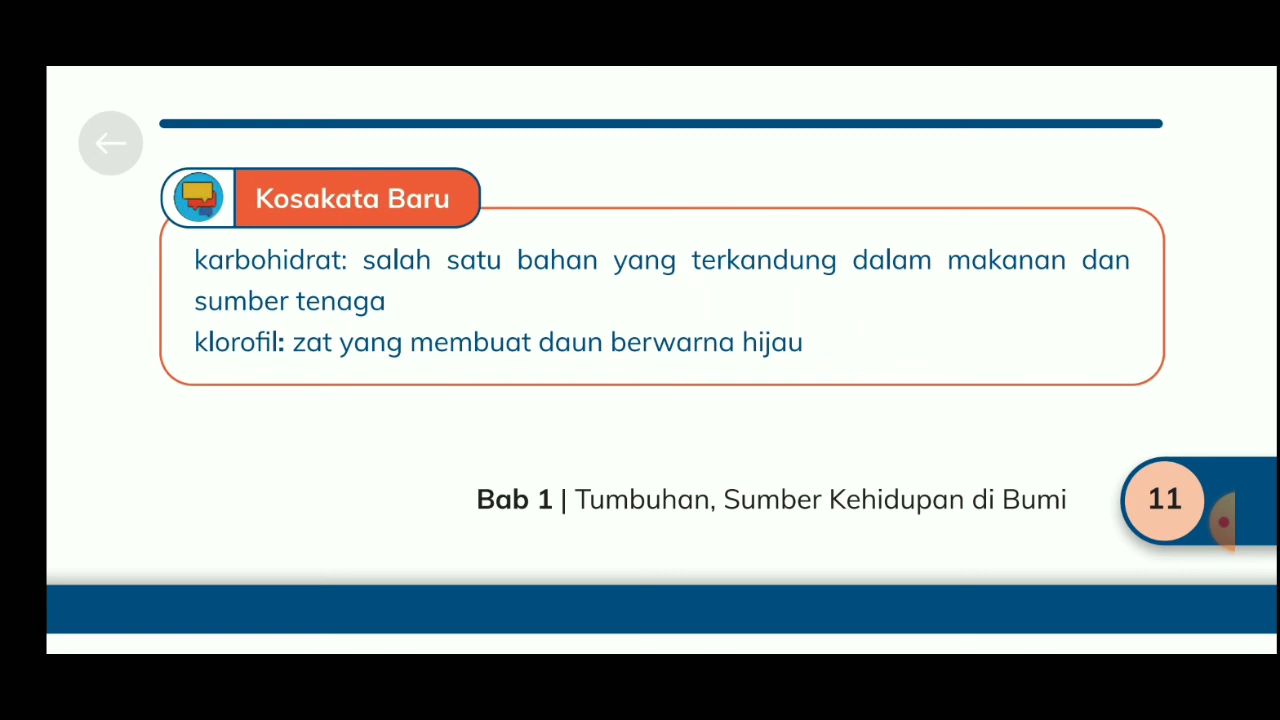 Kosakata Baru
karbohidrat: salah satu bahan yang terkandung dalam makanan dan
sumber tenaga
klorofil: zat yang membuat daun berwarna hijau
Bab 1 | Tumbuhan, Sumber Kehidupan di Bumi
11